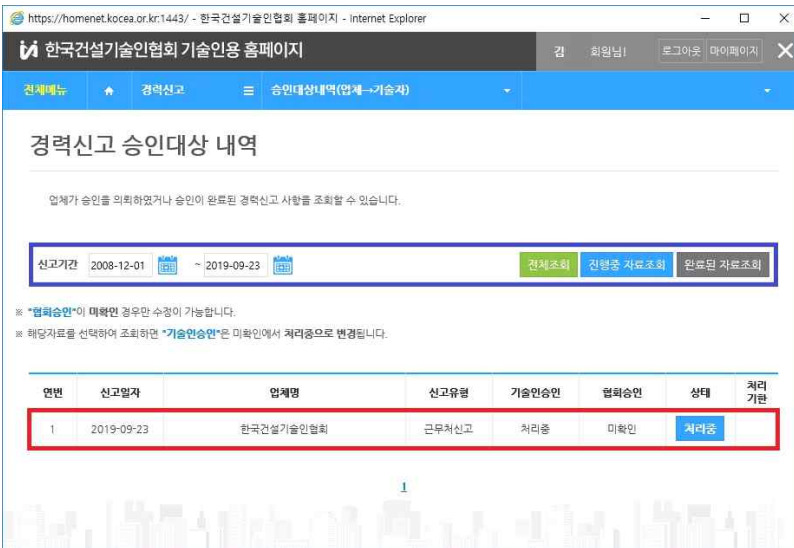 https://homenet.kocea.or.kr:1443/ - 한국건설기술인협회 홈페이지 - Internet Explorer
한국건설기술인협회 기술인용 홈페이지 김 회원님! 로그아웃 마이페이지
전체메뉴 경력신고 승인대상내역(업체→기술자)
경력신고 승인대상 내역
업체가 승인을 의뢰하였거나 승인이 완료된 경력신고 사항을 조회할 수 있습니다.
신고기간 2008-12-01 ~ 2019-09-23 전체조회 진행중 자료조회 완료된 자료조회
※ "협회승인"이 미확인 경우만 수정이 가능합니다.
※ 해당자료를 선택하여 조회하면 "기술인승인"은 미확인에서 처리중으로 변경됩니다.
연번 신고일자 업체명 신고유형 기술인승인 협회승인 상태 처리기한
1 2019-09-23 한국건설기술인협회 근무처신고 처리중 미확인 처리중
1